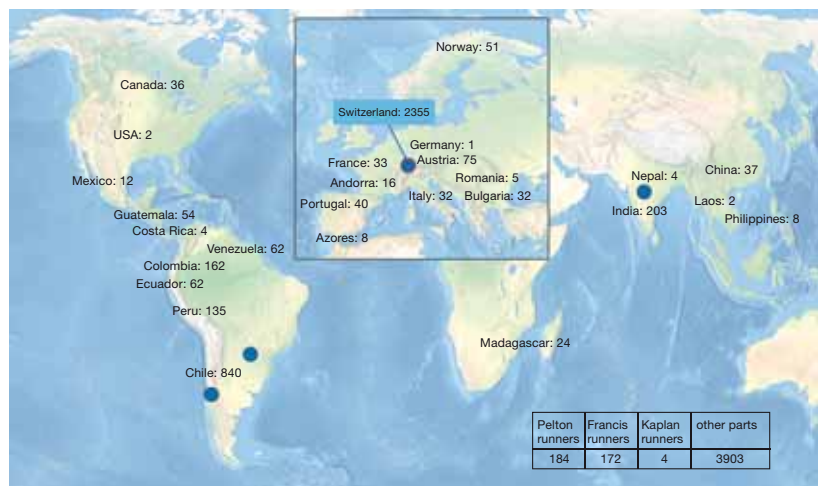 Norway: 51
Canada: 36
Switzerland: 2355
USA: 2
Germany: 1
France: 33
Austria: 75
Nepal: 4
China: 37
Mexico: 12
Andorra: 16
Romania: 5
Portugal: 40
Italy: 32
Bulgaria: 32
Laos: 2
Guatemala: 54
India: 203
Philippines: 8
Costa Rica: 4
Azores: 8
Venezuela: 62
Colombia: 162
Ecuador: 62
Peru: 135
Madagascar: 24
Chile: 840
Pelton runners Francis runners Kaplan runners other parts
184 172 4 3903